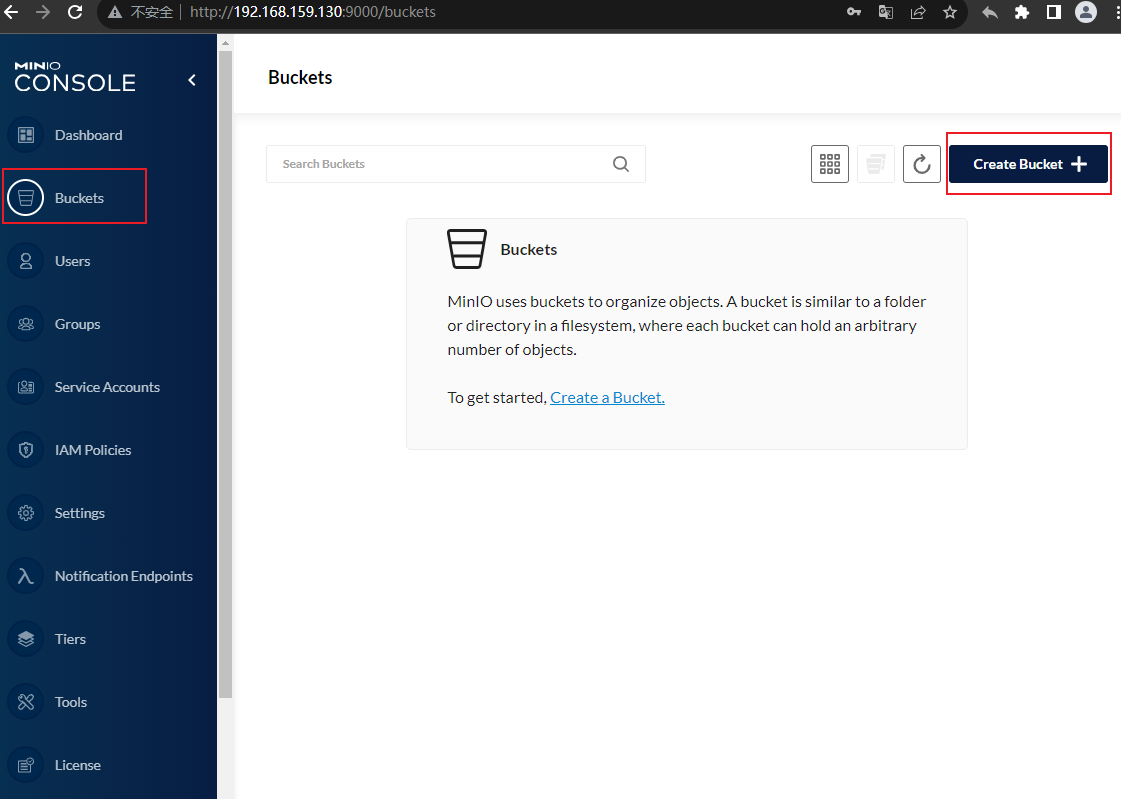 不安全 http://192.168.159.130:9000/buckets
MINIO
CONSOLE
Dashboard
Buckets
Users
Groups
Service Accounts
IAM Policies
Settings
Notification Endpoints
Tiers
Tools
License
Buckets
Search Buckets
Create Bucket
Buckets
MinIO uses buckets to organize objects. A bucket is similar to a folder
or directory in a filesystem, where each bucket can hold an arbitrary
number of objects.
To get started, Create a Bucket.